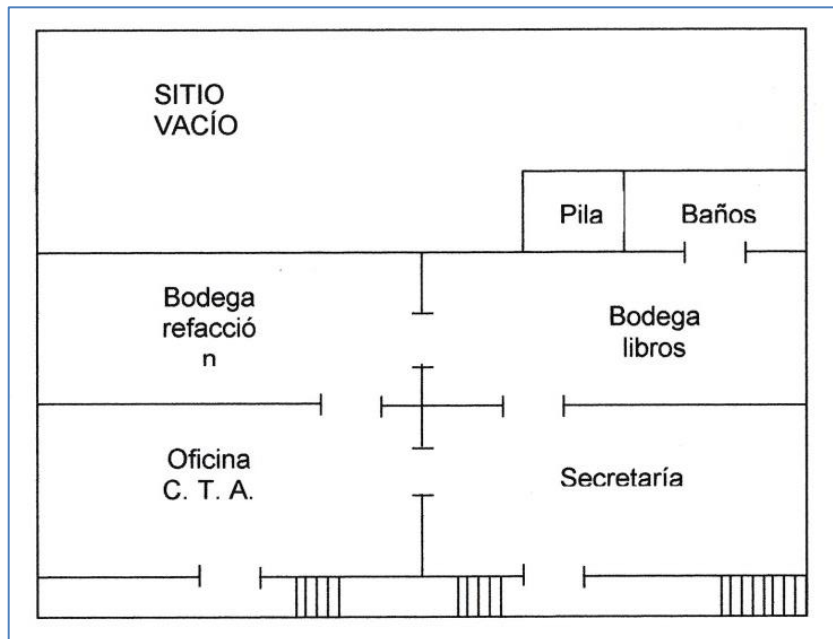 SITIO
VACÍO
Pila
Baños
Bodega
refacció
n
Bodega
libros
Oficina
C. T. A.
Secretaría